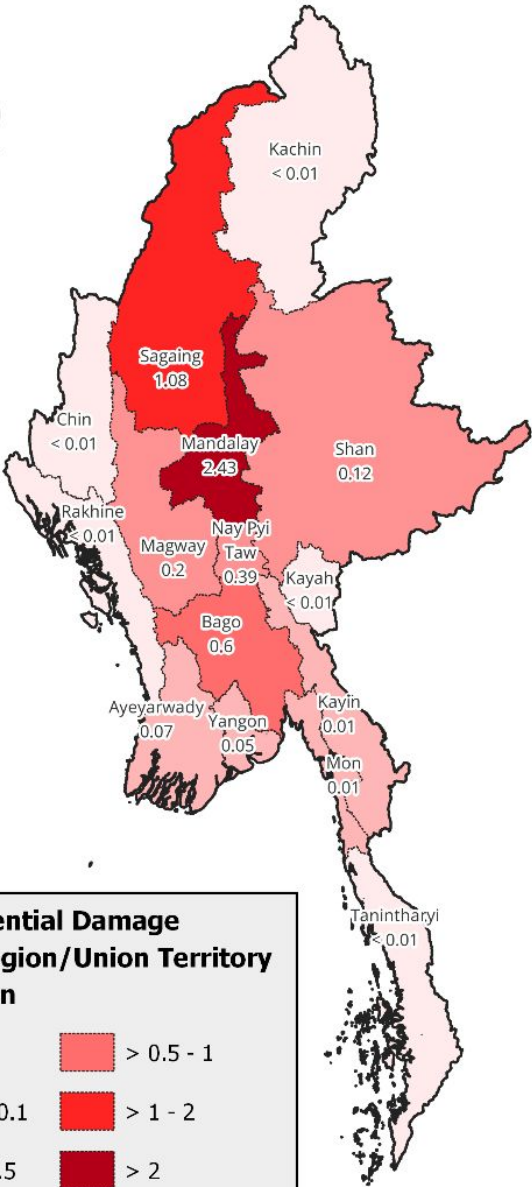 Kachin
< 0.01
Sagaing
1.08
Chin
< 0.01
Mandalay
2.43
Shan
0.12
Rakhine
< 0.01
Nay Pyi
Taw
0.39
Magway
0.2
Kayah
< 0.01
Bago
0.6
Ayeyarwady
0.07
Yangon
0.05
Kayin
0.01
Mon
0.01
Tanintharyi
< 0.01
ential Damage
gion/Union Territory
n
> 0.5 - 1
0.1
> 1 - 2
.5
> 2